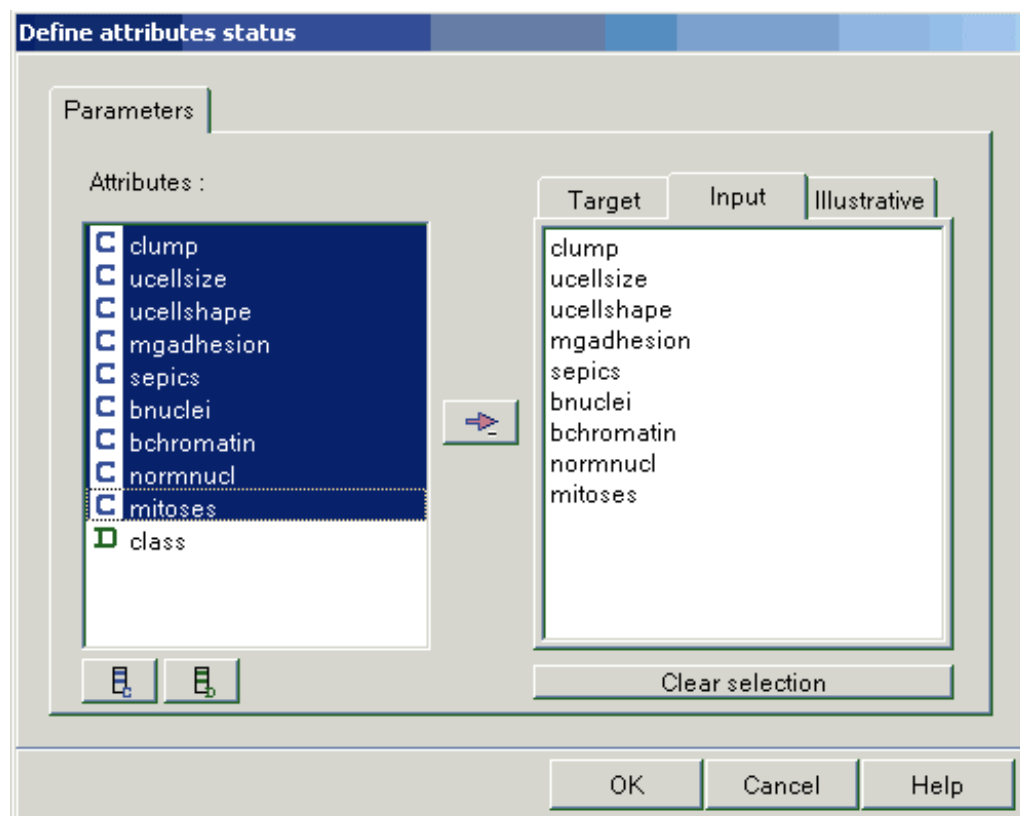 Define attributes status
Parameters
Attributes :
C clump
C ucellsize
C ucellshape
C mgadhesion
C sepics
C bnuclei
C bchromatin
C normnucl
C mitoses
D class
C
D
Target
Input
Illustrative
clump
ucellsize
ucellshape
mgadhesion
sepics
bnuclei
bchromatin
normnucl
mitoses
Clear selection
OK
Cancel
Help